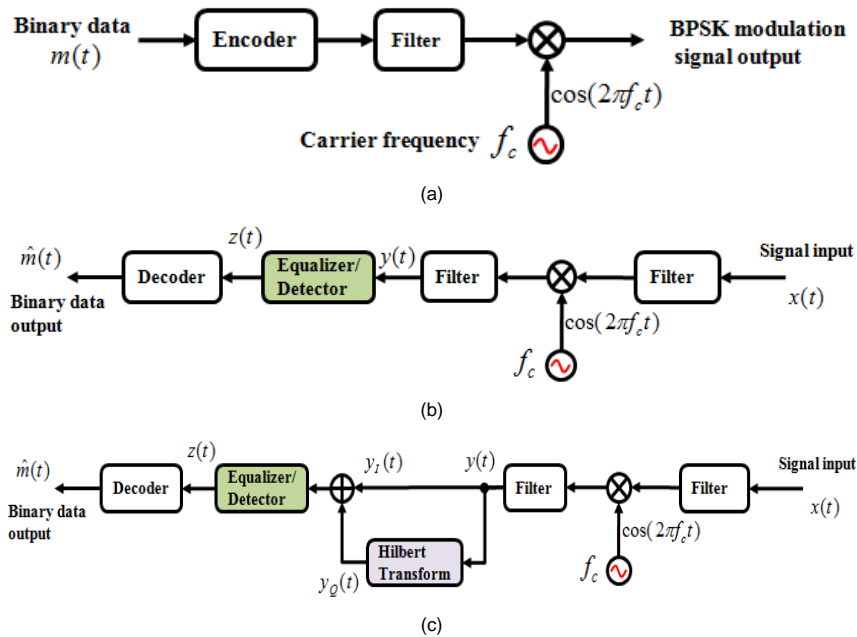 Binary data
m(t)
Encoder
Filter
BPSK modulation
signal output
cos(2πf_c t)
Carrier frequency f_c
(a)
m̂(t)
Binary data
output
Decoder
z(t)
Equalizer/
Detector
y(t)
Filter
cos(2πf_c t)
f_c
Filter
Signal input
x(t)
(b)
m̂(t)
Binary data
output
Decoder
z(t)
Equalizer/
Detector
y_I(t)
y_Q(t)
Hilbert
Transform
y(t)
Filter
cos(2πf_c t)
f_c
Filter
Signal input
x(t)
(c)